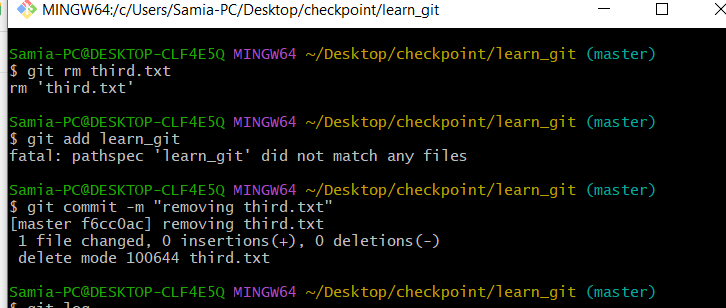 MINGW64:/c/Users/Samia-PC/Desktop/checkpoint/learn_git
Samia-PC@DESKTOP-CLF4E5Q MINGW64 ~/Desktop/checkpoint/learn_git (master)
$ git rm third.txt
rm 'third.txt'
Samia-PC@DESKTOP-CLF4E5Q MINGW64 ~/Desktop/checkpoint/learn_git (master)
$ git add learn_git
fatal: pathspec 'learn_git' did not match any files
Samia-PC@DESKTOP-CLF4E5Q MINGW64 ~/Desktop/checkpoint/learn_git (master)
$ git commit -m "removing third.txt"
[master f6cc0ac] removing third.txt
 1 file changed, 0 insertions(+), 0 deletions(-)
 delete mode 100644 third.txt
Samia-PC@DESKTOP-CLF4E5Q MINGW64 ~/Desktop/checkpoint/learn_git (master)
$ git log